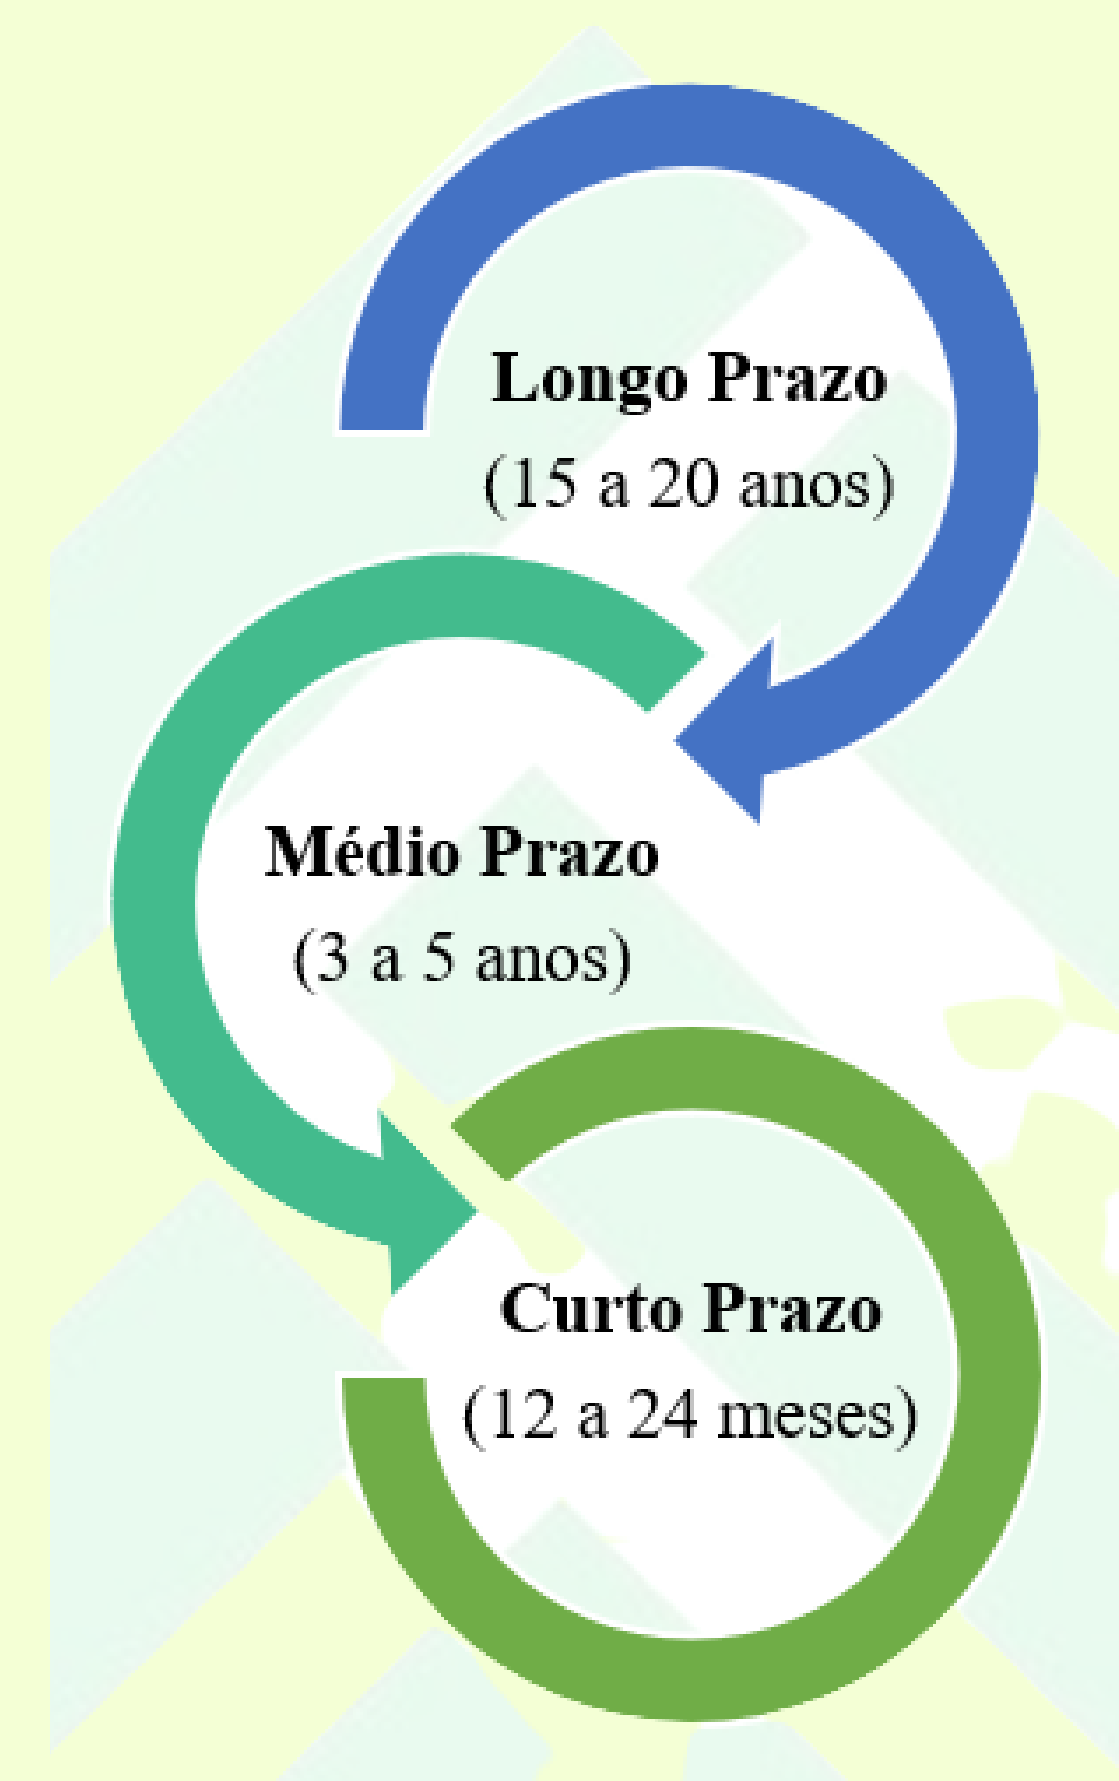 Longo Prazo
(15 a 20 anos)
Médio Prazo
(3 a 5 anos)
Curto Prazo
(12 a 24 meses)